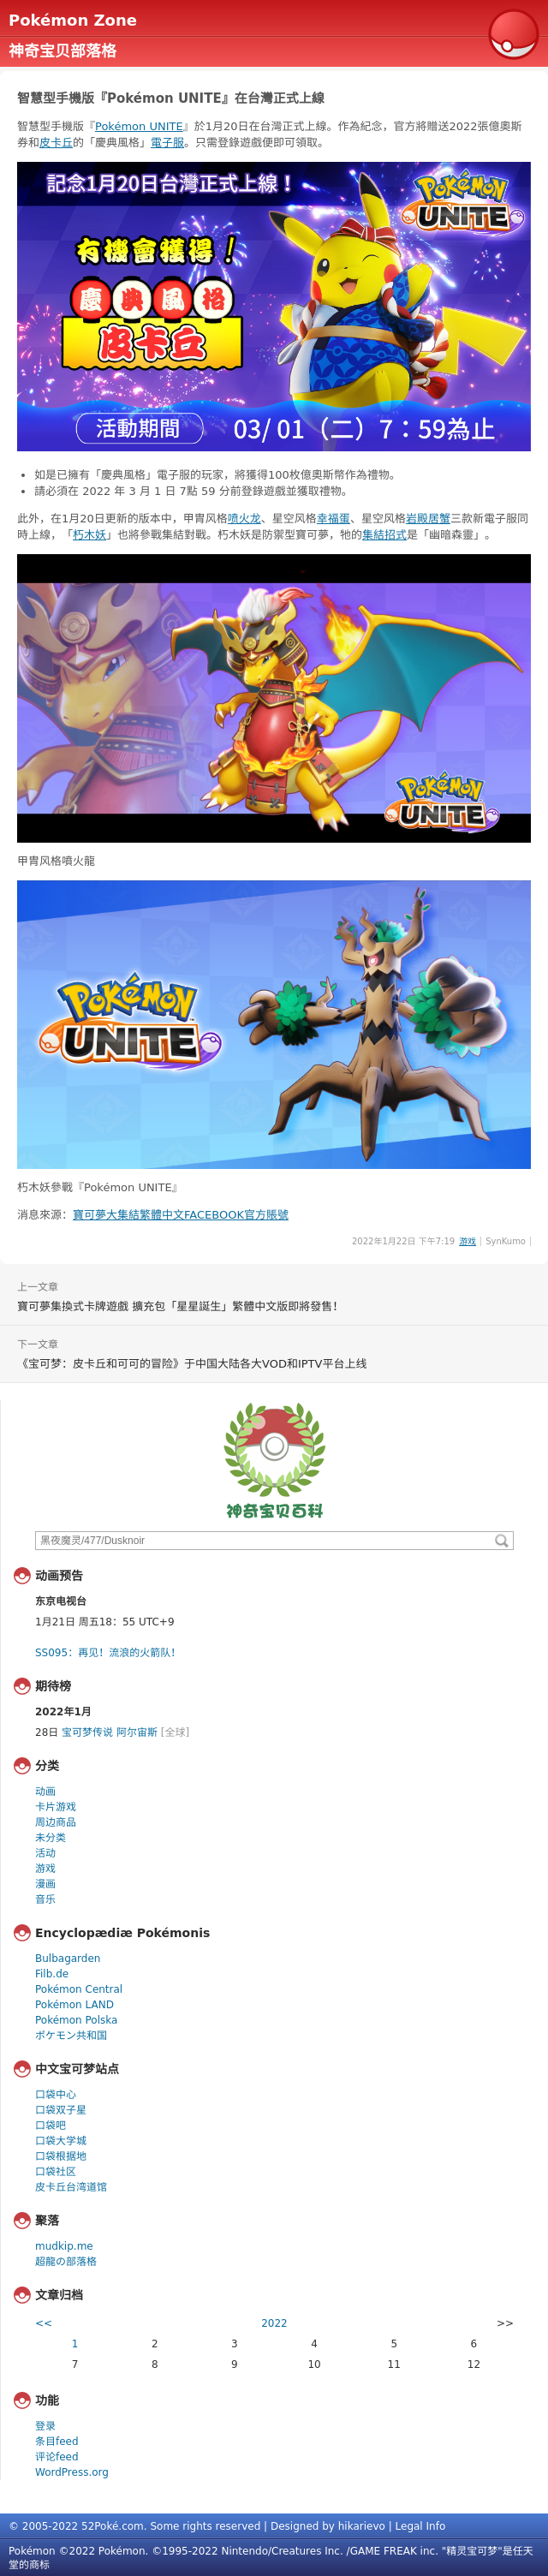 Pokémon Zone
神奇宝贝部落格
智慧型手機版『Pokémon UNITE』在台灣正式上線
智慧型手機版『Pokémon UNITE』於1月20日在台灣正式上線。作為紀念，官方將贈送2022張億奧斯
券和皮卡丘的「慶典風格」電子服。只需登錄遊戲便即可領取。
記念1月20日台灣正式上線！
POKÉMON
UNITE
有機會獲得！
慶典風格
皮卡丘
活動期間
03/ 01（二）7：59為止
如是已擁有「慶典風格」電子服的玩家，將獲得100枚億奧斯幣作為禮物。
請必須在 2022 年 3 月 1 日 7點 59 分前登錄遊戲並獲取禮物。
此外，在1月20日更新的版本中，甲冑风格喷火龙、星空风格幸福蛋、星空风格岩殿居蟹三款新電子服同
時上線，「朽木妖」也將參戰集結對戰。朽木妖是防禦型寶可夢，牠的集結招式是「幽暗森靈」。
POKÉMON
UNITE
甲冑风格噴火龍
POKÉMON
UNITE
朽木妖參戰『Pokémon UNITE』
消息來源：寶可夢大集結繁體中文FACEBOOK官方賬號
2022年1月22日 下午7:19 游戏 | SynKumo |
上一文章
寶可夢集換式卡牌遊戲 擴充包「星星誕生」繁體中文版即將發售！
下一文章
《宝可梦：皮卡丘和可可的冒险》于中国大陆各大VOD和IPTV平台上线
神奇宝贝百科
黑夜魔灵/477/Dusknoir
动画预告
东京电视台
1月21日 周五18：55 UTC+9
SS095：再见！流浪的火箭队！
期待榜
2022年1月
28日 宝可梦传说 阿尔宙斯 [全球]
分类
动画
卡片游戏
周边商品
未分类
活动
游戏
漫画
音乐
Encyclopædiæ Pokémonis
Bulbagarden
Filb.de
Pokémon Central
Pokémon LAND
Pokémon Polska
ポケモン共和国
中文宝可梦站点
口袋中心
口袋双子星
口袋吧
口袋大学城
口袋根据地
口袋社区
皮卡丘台湾道馆
聚落
mudkip.me
超龍の部落格
文章归档
<< 2022 >>
1 2 3 4 5 6
7 8 9 10 11 12
功能
登录
条目feed
评论feed
WordPress.org
© 2005-2022 52Poké.com. Some rights reserved | Designed by hikarievo | Legal Info
Pokémon ©2022 Pokémon. ©1995-2022 Nintendo/Creatures Inc. /GAME FREAK inc. "精灵宝可梦"是任天
堂的商标